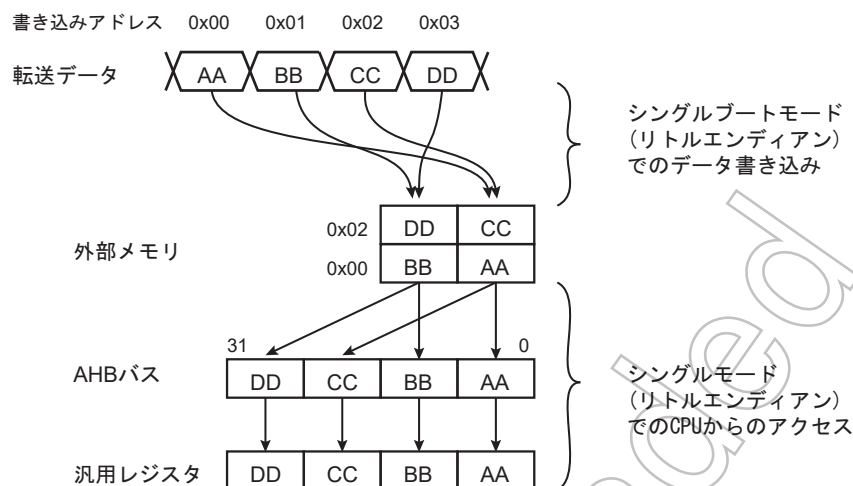 書き込みアドレス 0x00 0x01 0x02 0x03
転送データ AA BB CC DD
シングルブートモード
(リトルエンディアン)
でのデータ書き込み
外部メモリ
0x02 DD CC
0x00 BB AA
31 0
AHBバス DD CC BB AA
シングルモード
(リトルエンディアン)
でのCPUからのアクセス
汎用レジスタ DD CC BB AA